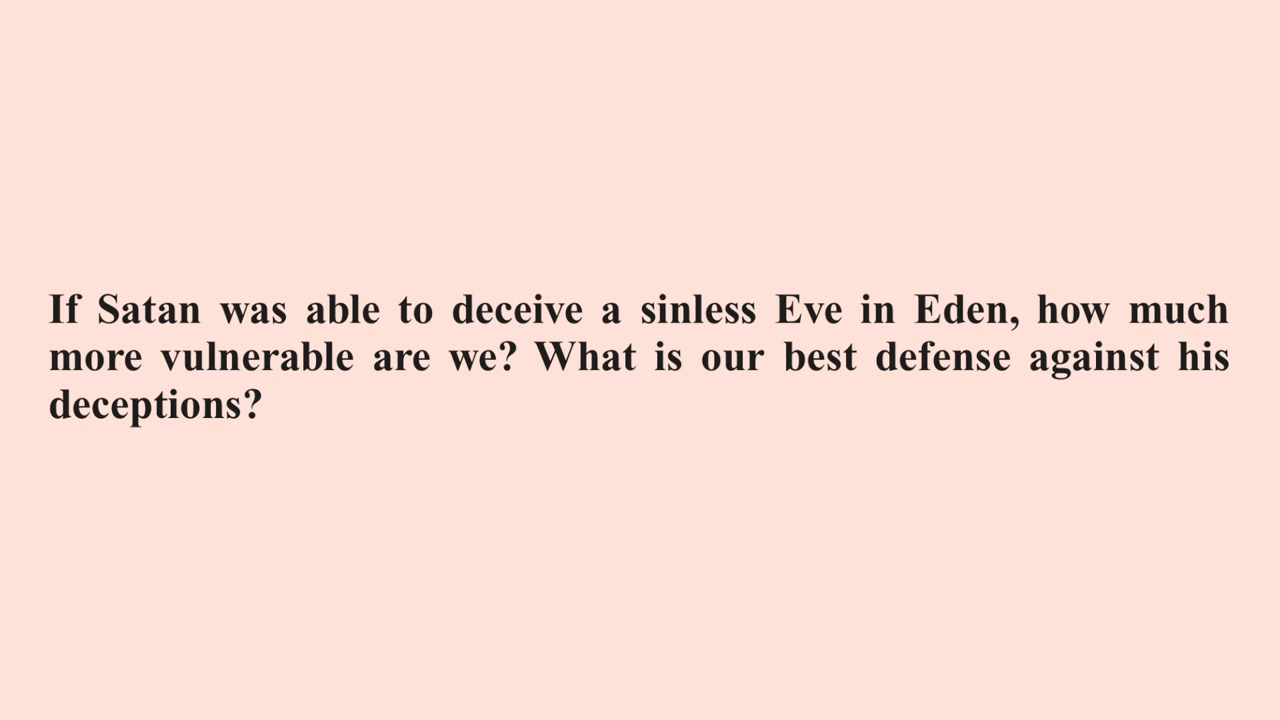 If Satan was able to deceive a sinless Eve in Eden, how much
more vulnerable are we? What is our best defense against his
deceptions?